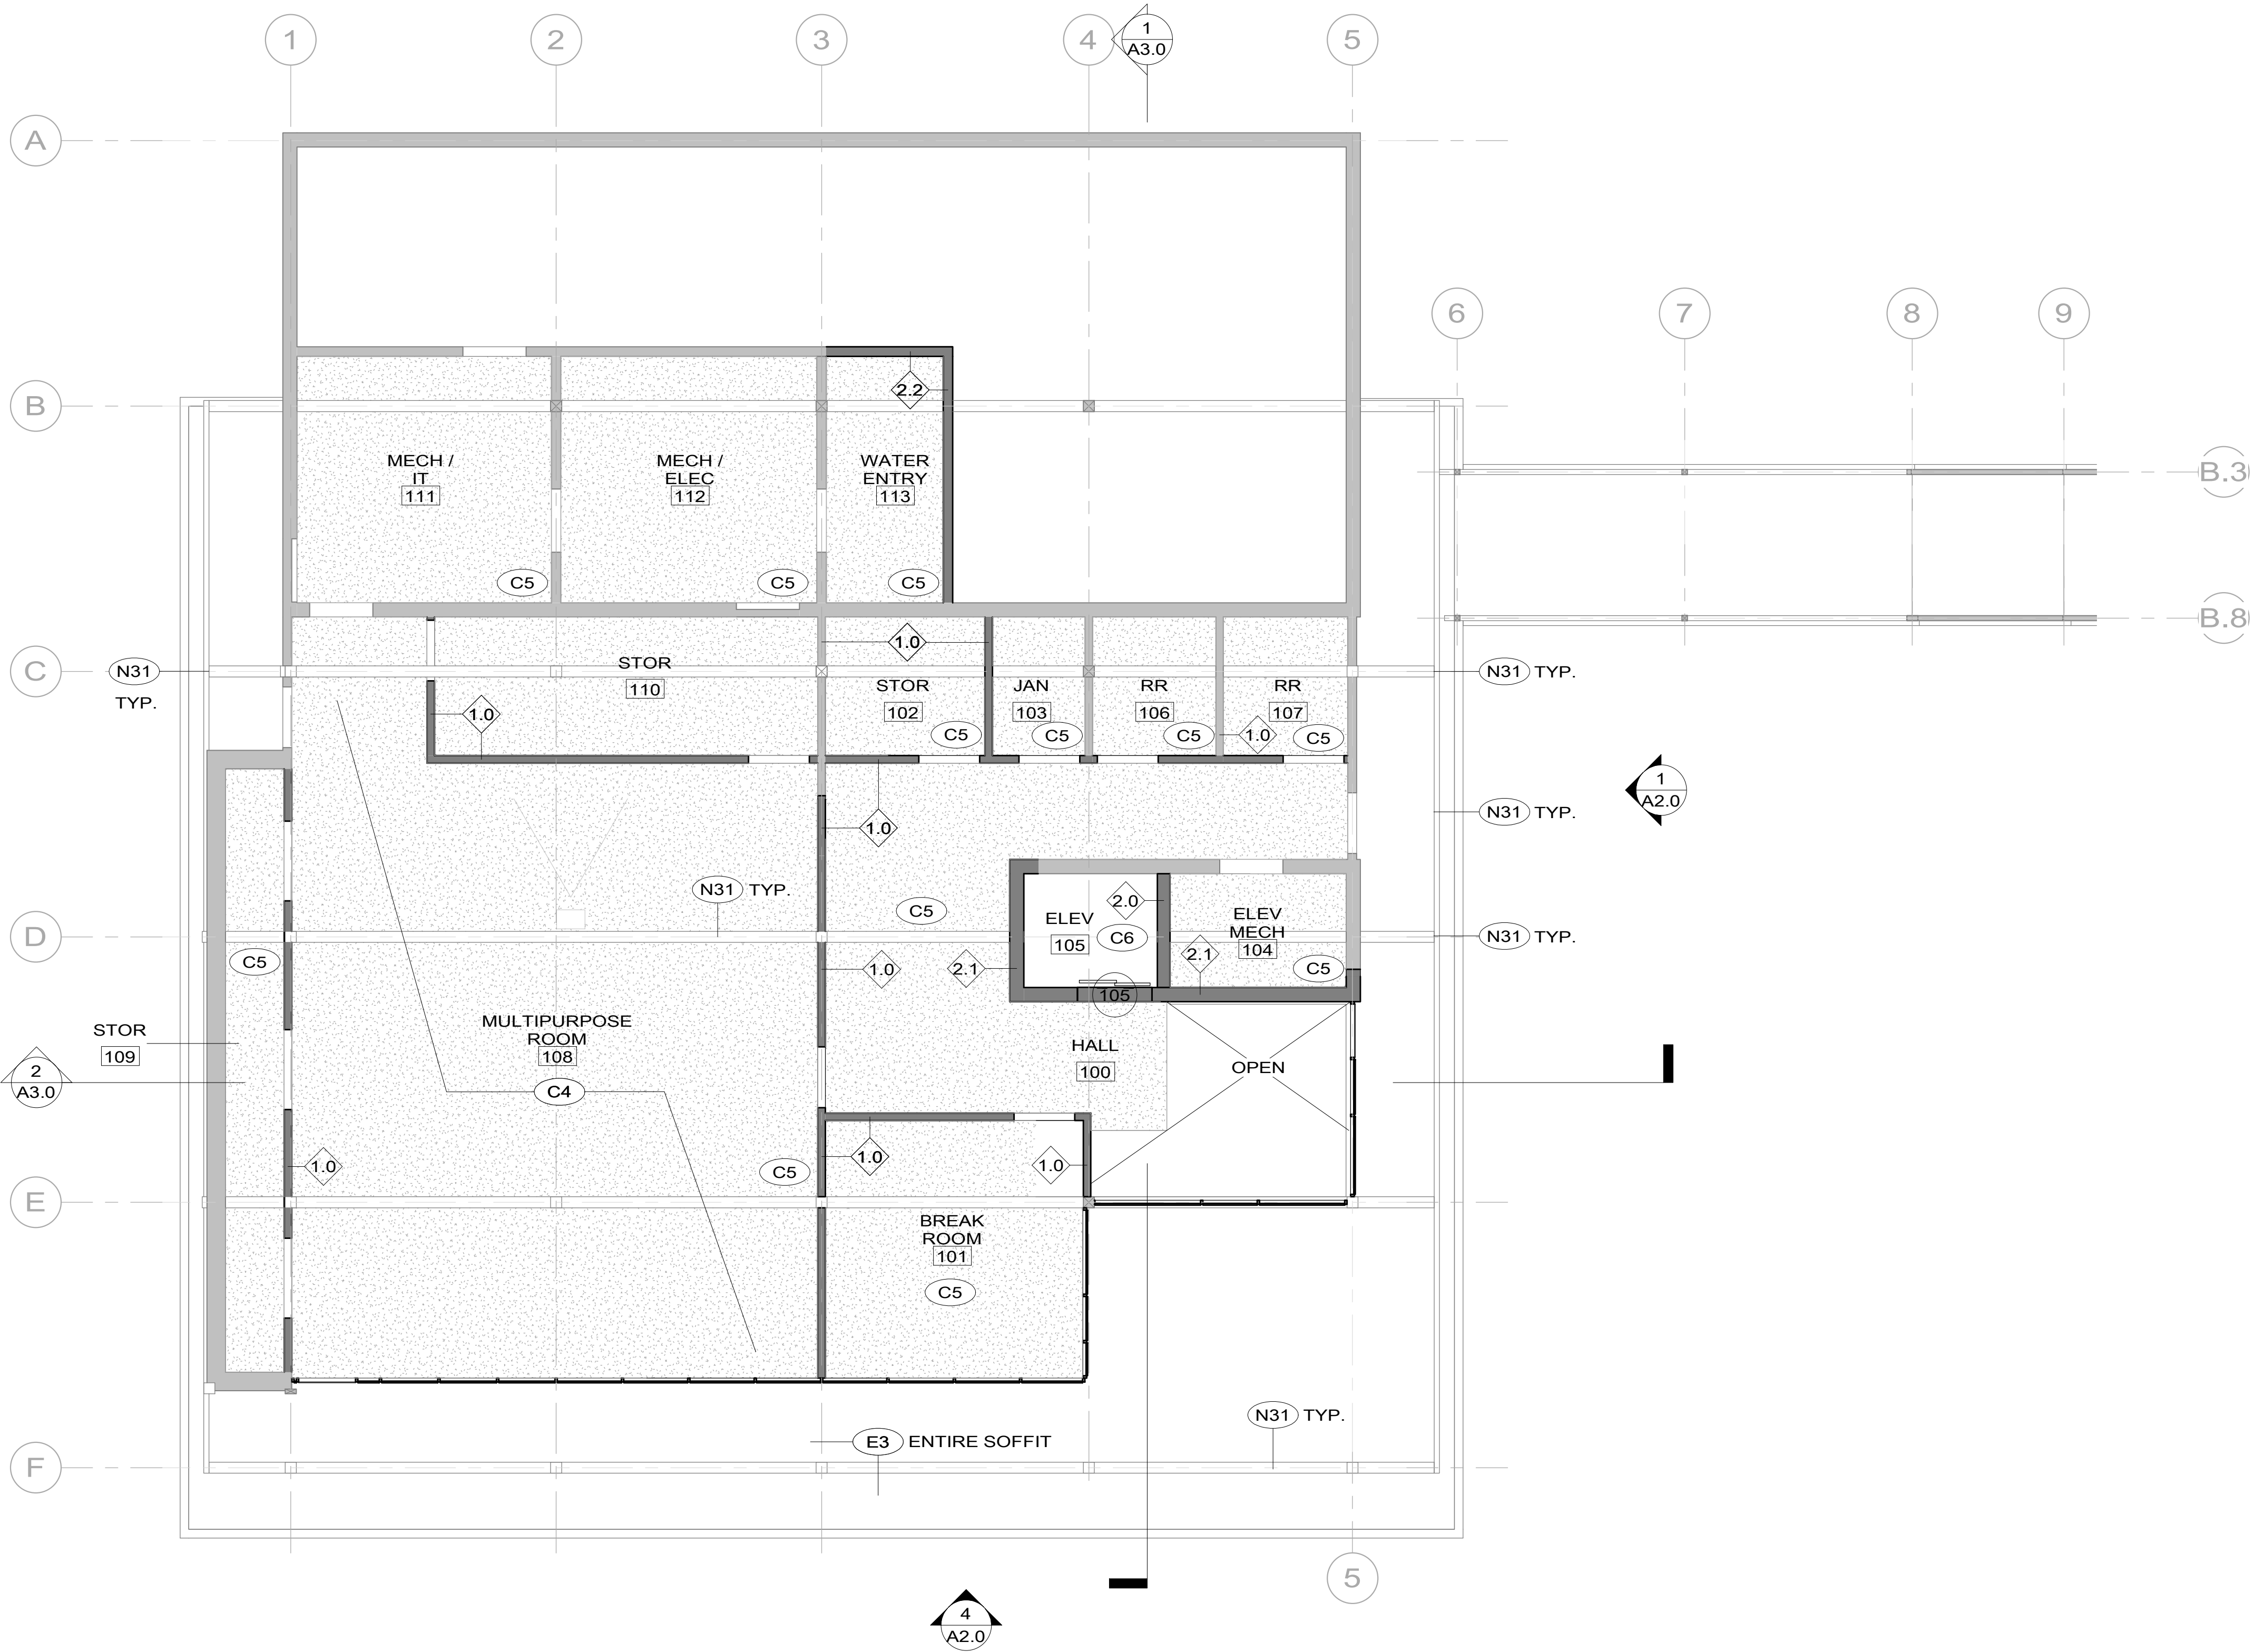 1
2
3
4
1
A3.0
5
A
6
7
8
9
B
2.2
MECH /
IT
111
MECH /
ELEC
112
WATER
ENTRY
113
B.3
C5
C5
C5
B.8
1.0
C
N31
TYP.
STOR
110
STOR
102
JAN
103
RR
106
RR
107
N31 TYP.
1.0
C5
C5
C5
1.0
C5
1
A2.0
1.0
N31 TYP.
N31 TYP.
2.0
C5
ELEV
105
C6
ELEV
MECH
104
D
N31 TYP.
C5
1.0
2.1
2.1
C5
105
STOR
109
MULTIPURPOSE
ROOM
108
HALL
100
OPEN
2
A3.0
C4
1.0
C5
1.0
1.0
E
BREAK
ROOM
101
C5
N31 TYP.
E3 ENTIRE SOFFIT
F
5
4
A2.0